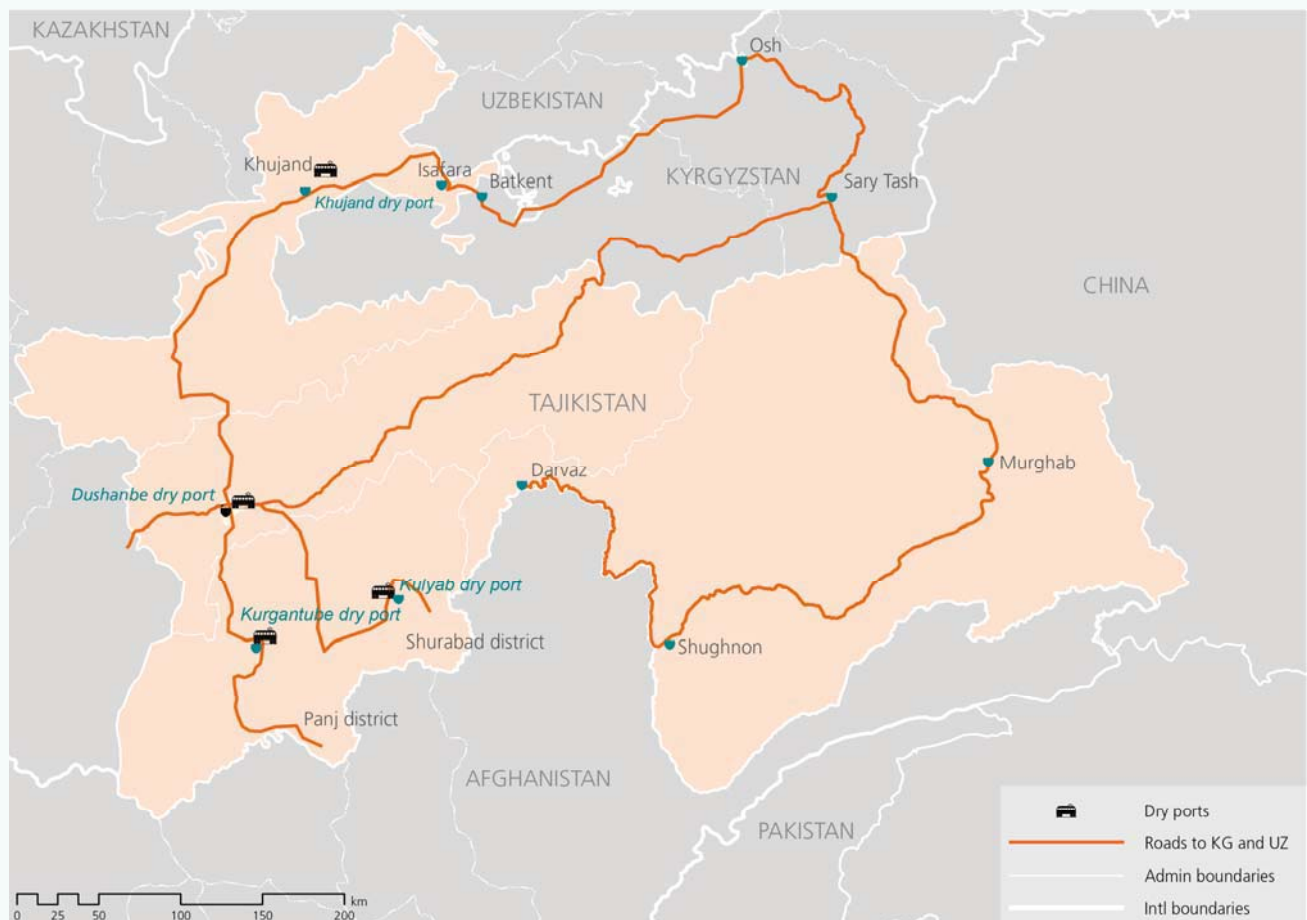 KAZAKHSTAN
Osh
UZBEKISTAN
Khujand
Isafara
Batkent
KYRGYZSTAN
Sary Tash
Khujand dry port
CHINA
TAJIKISTAN
Darvaz
Murghab
Dushanbe dry port
Kulyab dry port
Kurgantube dry port
Shurabad district
Shughnon
Panj district
AFGHANISTAN
PAKISTAN
Dry ports
Roads to KG and UZ
Admin boundaries
Intl boundaries
km
0 25 50 100 150 200